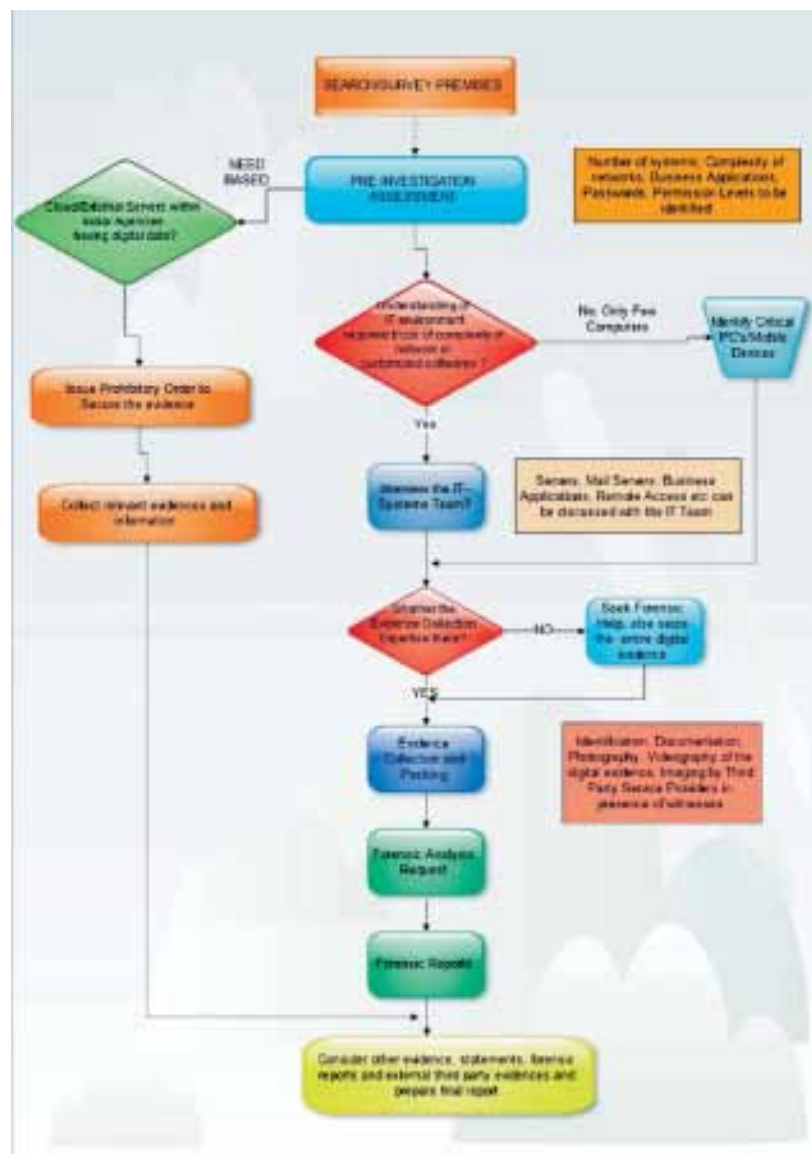 SEARCH/SURVEY PREMISES
NEED
BASED
PRE INVESTIGATION
ASSESSMENT
Number of systems, Complexity of
networks, Business Applications,
Passwords, Permission Levels to be
identified
Cloud/External Servers within
India/ Agencies
having digital data?
Understanding of
IT environment
required in
of complexity of
network or
customized softwares ?
No. Only Few
Computers
Identify Critical
PC's/Mobile
Devices
Issue Prohibitory Order to
Secure the evidence
Yes
Collect relevant evidences and
information
Interview the IT-
Systems Team?
Servers, Mail Servers, Business
Applications, Remote Access etc can
be discussed with the IT Team
Whether the
Evidence Collection
Expertise there?
NO
Seek Forensic
Help, else seize
the entire digital
evidence
YES
Evidence
Collection and
Packing
Identification, Documentation,
Photography, Videography of the
digital evidence, Imaging by Third
Party Service Providers in
presence of witnesses
Forensic Analysis
Request
Forensic Reports
Consider other evidence, statements, forensic
reports and external third party evidences and
prepare final report